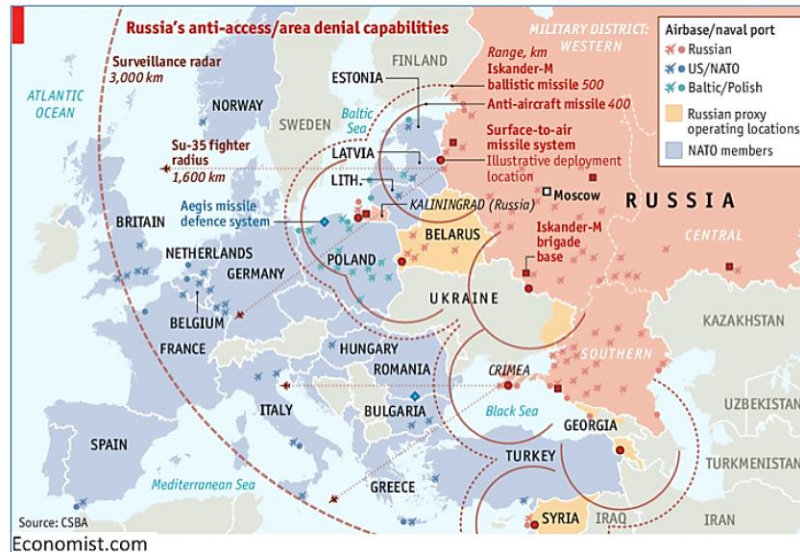 Russia's anti-access/area denial capabilities
Surveillance radar
3,000 km
ATLANTIC
OCEAN
NORWAY
SWEDEN
FINLAND
ESTONIA
Baltic
Sea
LATVIA
LITH.
Su-35 fighter
radius
1,600 km
Aegis missile
defence system
Range, km
Iskander-M
ballistic missile 500
Anti-aircraft missile 400
Surface-to-air
missile system
Illustrative deployment
location
MILITARY DISTRICT:
WESTERN
Airbase/naval port
Russian
US/NATO
Baltic/Polish
Russian proxy
operating locations
NATO members
Moscow
RUSSIA
KALININGRAD (Russia)
Iskander-M
brigade
base
CENTRAL
BRITAIN
NETHERLANDS
GERMANY
POLAND
BELARUS
BELGIUM
FRANCE
UKRAINE
KAZAKHSTAN
SOUTHERN
HUNGARY
ROMANIA
CRIMEA
ITALY
BULGARIA
Black Sea
GEORGIA
UZBEKISTAN
SPAIN
TURKEY
TURKMENISTAN
Mediterranean Sea
GREECE
SYRIA
IRAQ
IRAN
Source: CSBA
Economist.com